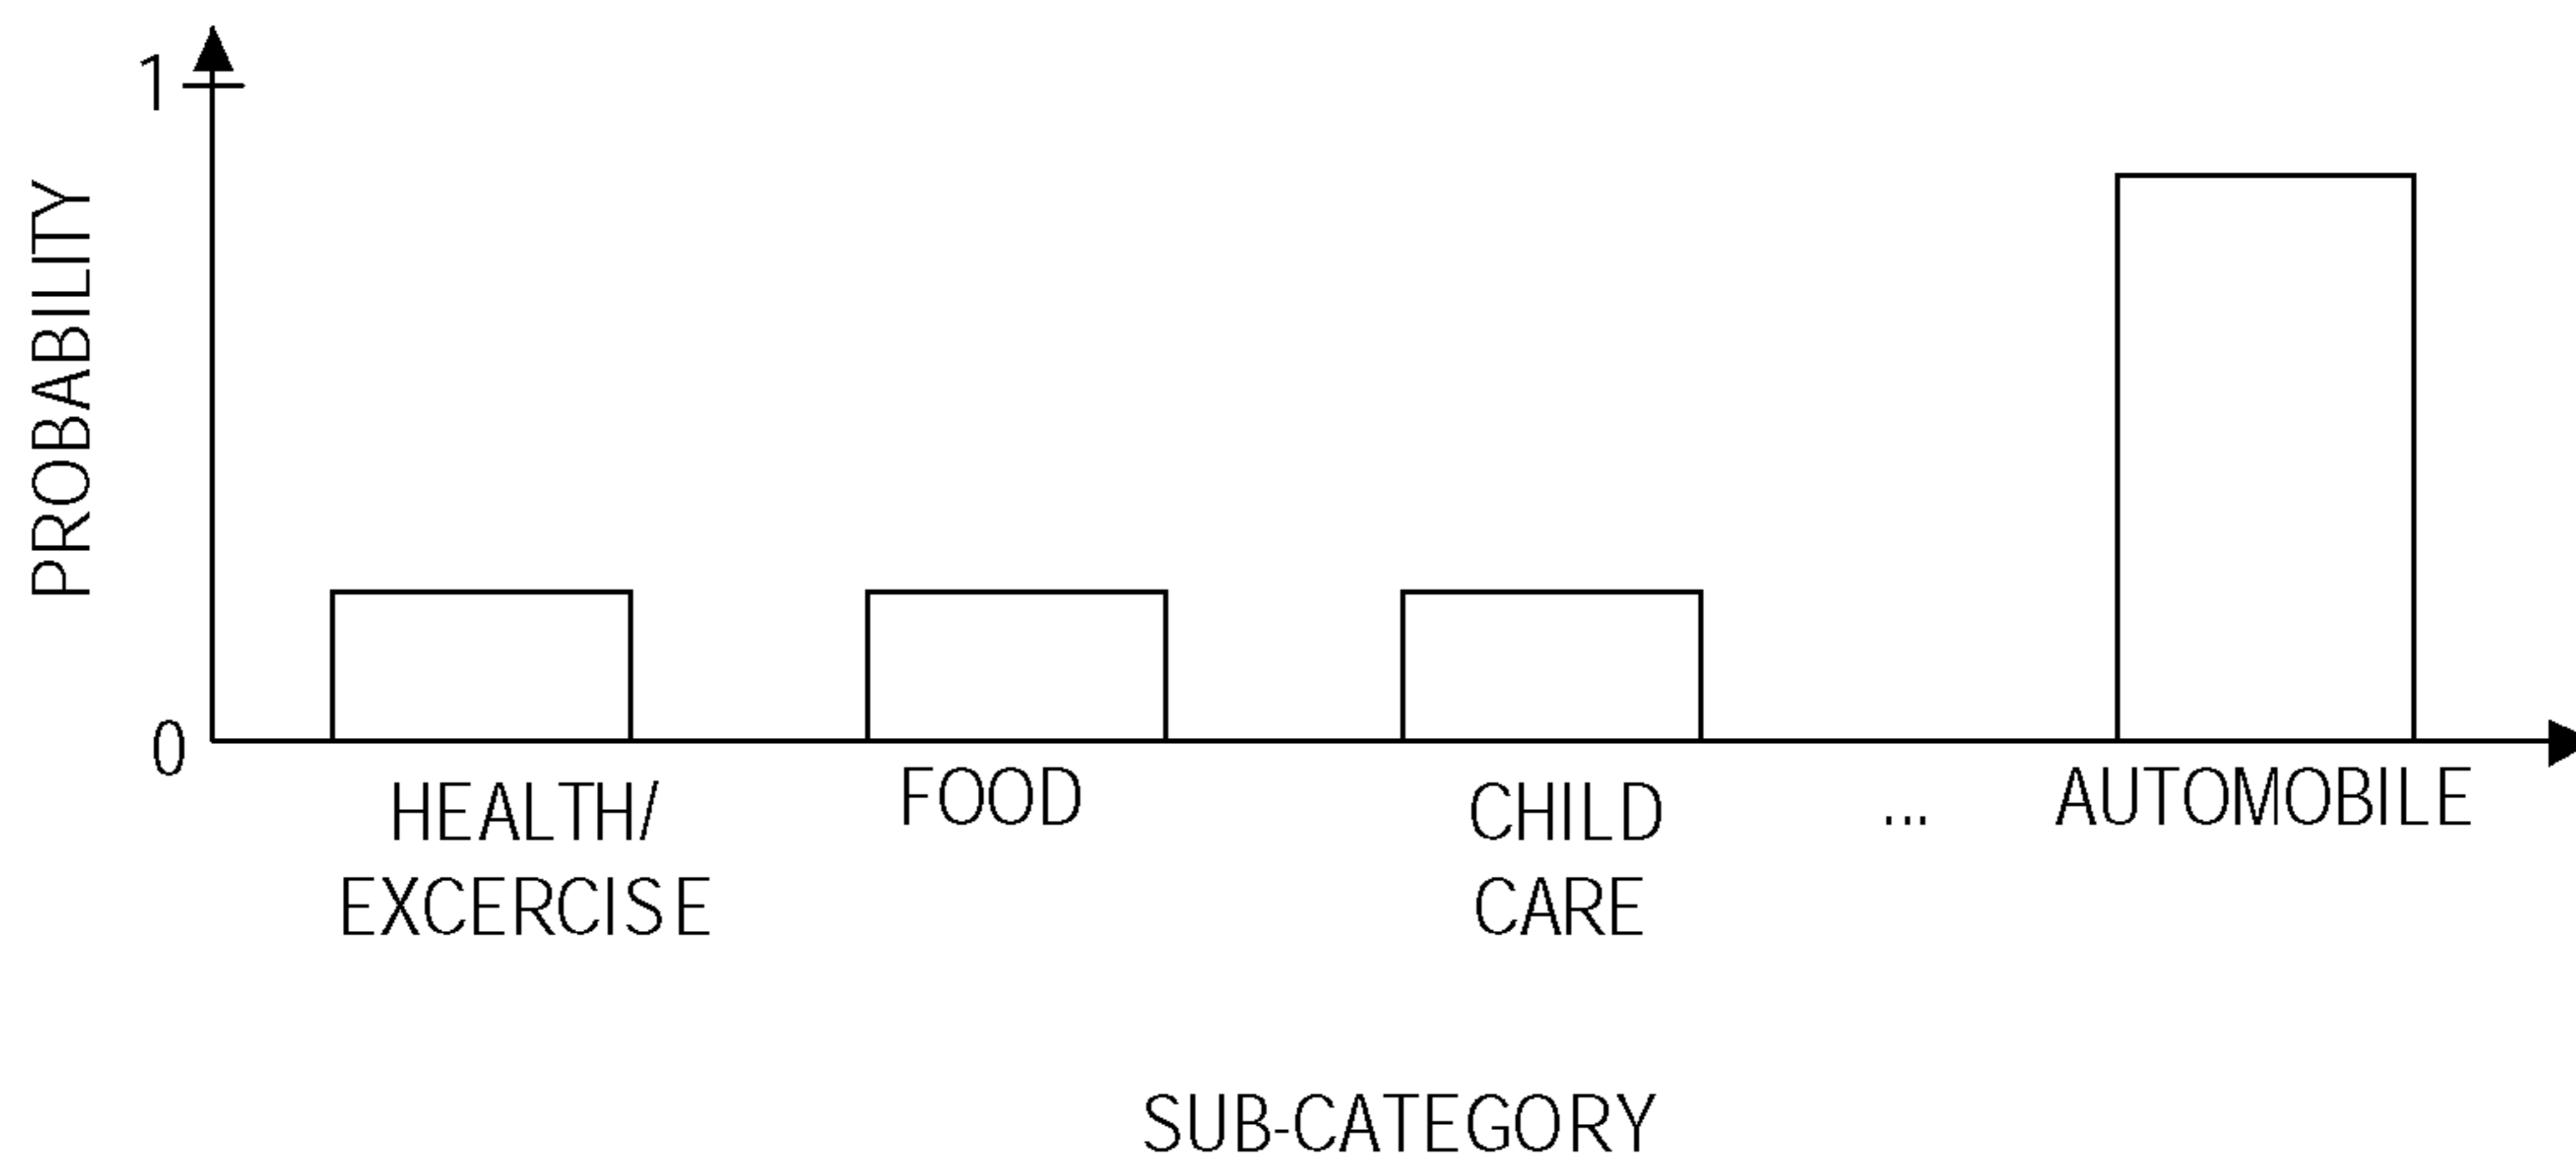 1
PROBABILITY
0
HEALTH/
EXCERCISE
FOOD
CHILD
CARE
...
AUTOMOBILE
SUB-CATEGORY